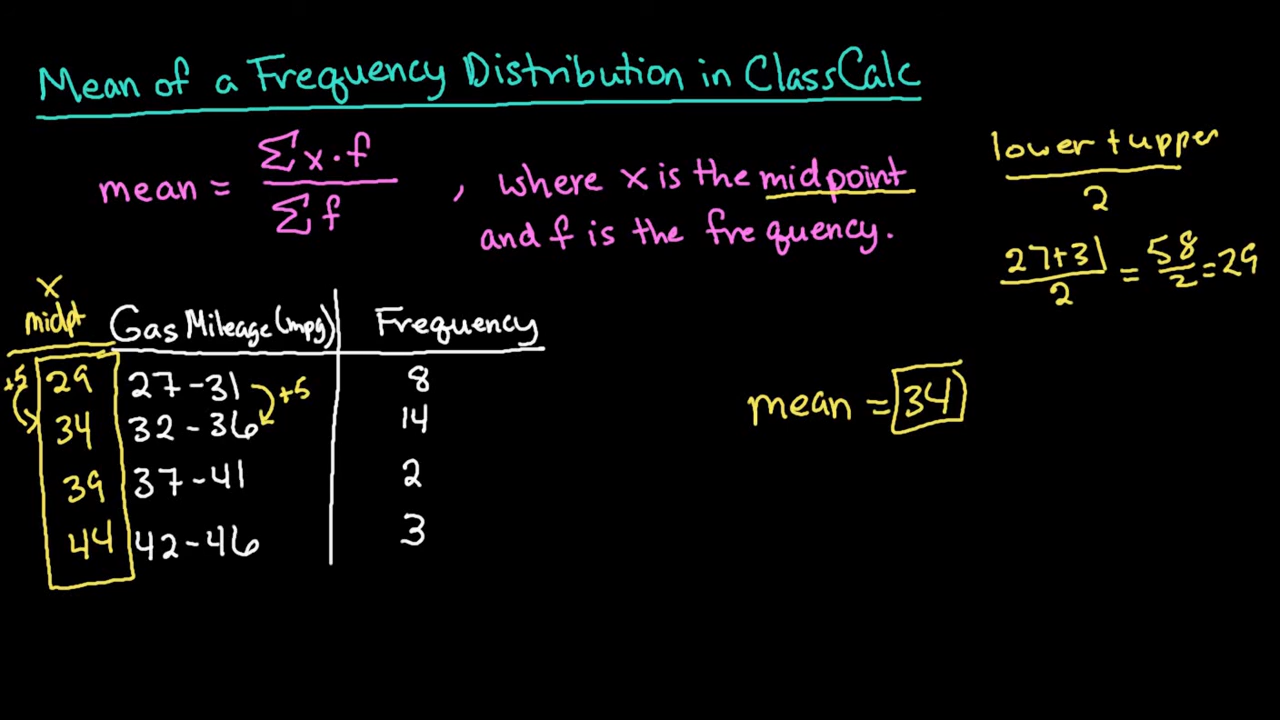 Mean of a Frequency Distribution in ClassCalc
mean = Σx·f / Σf , where x is the midpoint
and f is the frequency.
lower + upper
2
27+31 / 2 = 58 / 2 = 29
x
midpt Gas Mileage (mpg) Frequency
29 27-31 8
+5 +5
34 32-36 14
39 37-41 2
44 42-46 3
mean = 34